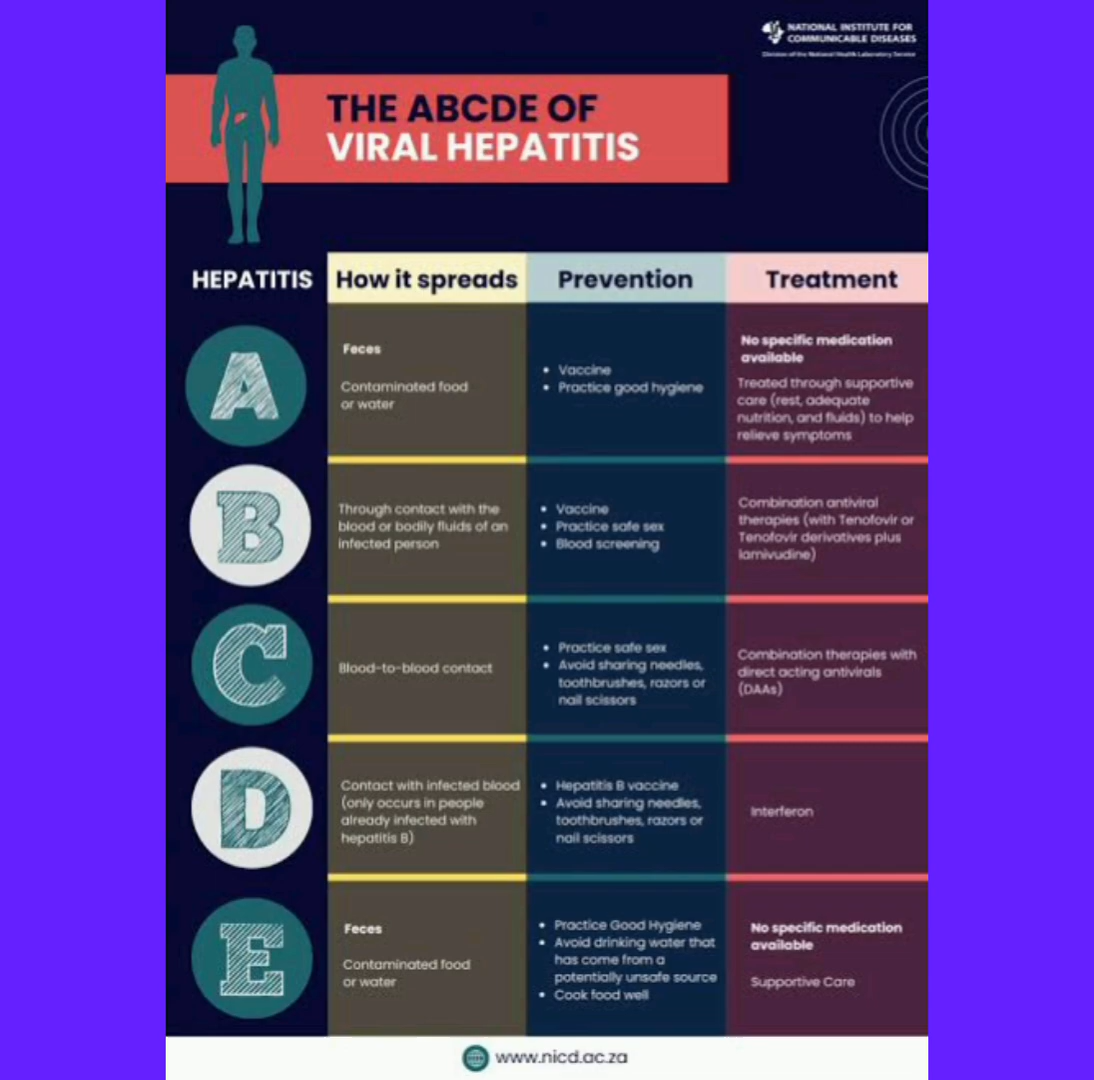 NATIONAL INSTITUTE FOR
COMMUNICABLE DISEASES
Division of the National Health Laboratory Service
THE ABCDE OF
VIRAL HEPATITIS
HEPATITIS
How it spreads
Prevention
Treatment
A
Feces
Contaminated food
or water
• Vaccine
• Practice good hygiene
No specific medication
available
Treated through supportive
care (rest, adequate
nutrition, and fluids) to help
relieve symptoms
B
Through contact with the
blood or bodily fluids of an
infected person
• Vaccine
• Practice safe sex
• Blood screening
Combination antiviral
therapies (with Tenofovir or
Tenofovir derivatives plus
lamivudine)
C
Blood-to-blood contact
• Practice safe sex
• Avoid sharing needles,
toothbrushes, razors or
nail scissors
Combination therapies with
direct acting antivirals
(DAAs)
D
Contact with infected blood
(only occurs in people
already infected with
hepatitis B)
• Hepatitis B vaccine
• Avoid sharing needles,
toothbrushes, razors or
nail scissors
Interferon
E
Feces
Contaminated food
or water
• Practice Good Hygiene
• Avoid drinking water that
has come from a
potentially unsafe source
• Cook food well
No specific medication
available
Supportive Care
www.nicd.ac.za